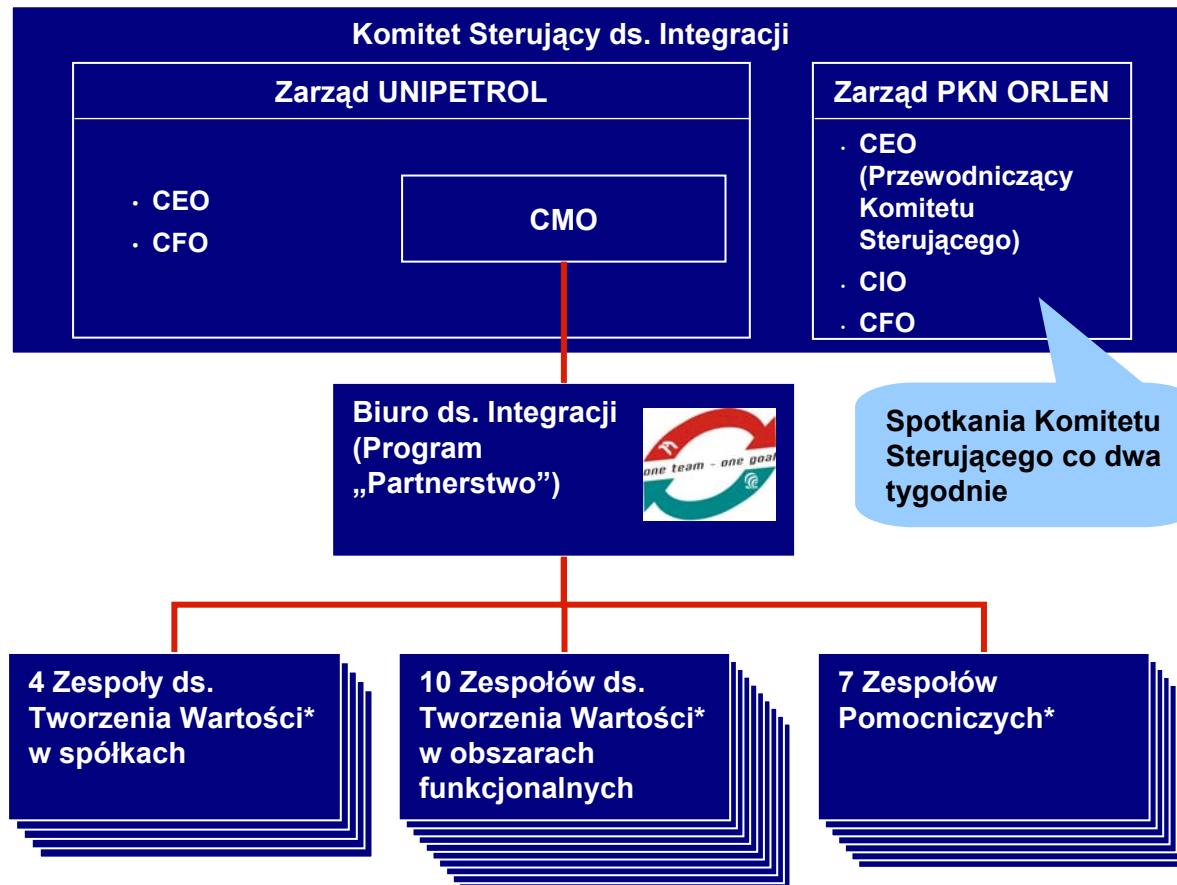 Komitet Sterujący ds. Integracji
Zarząd UNIPETROL
· CEO
· CFO
CMO
Zarząd PKN ORLEN
· CEO
(Przewodniczący
Komitetu
Sterującego)
· CIO
· CFO
Spotkania Komitetu
Sterującego co dwa
tygodnie
Biuro ds. Integracji
(Program
„Partnerstwo”)
one team - one goal
4 Zespoły ds.
Tworzenia Wartości*
w spółkach
10 Zespołów ds.
Tworzenia Wartości*
w obszarach
funkcjonalnych
7 Zespołów
Pomocniczych*